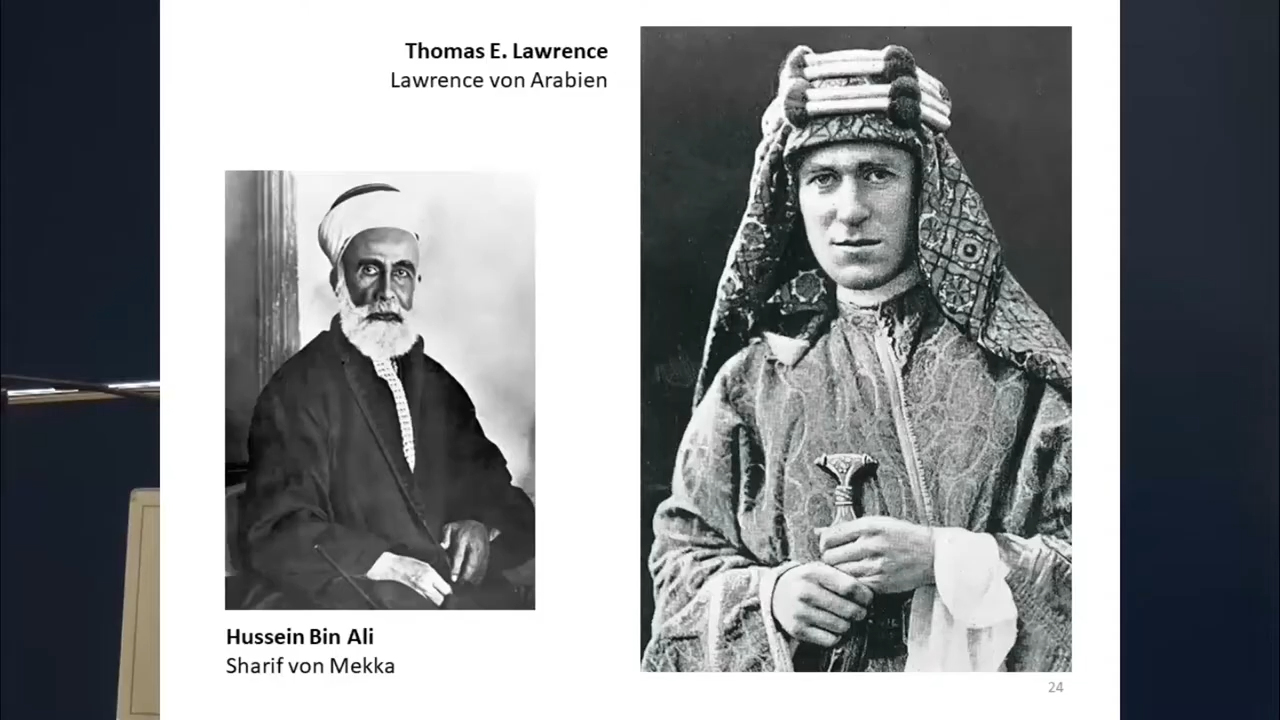 Thomas E. Lawrence
Lawrence von Arabien
Hussein Bin Ali
Sharif von Mekka
24